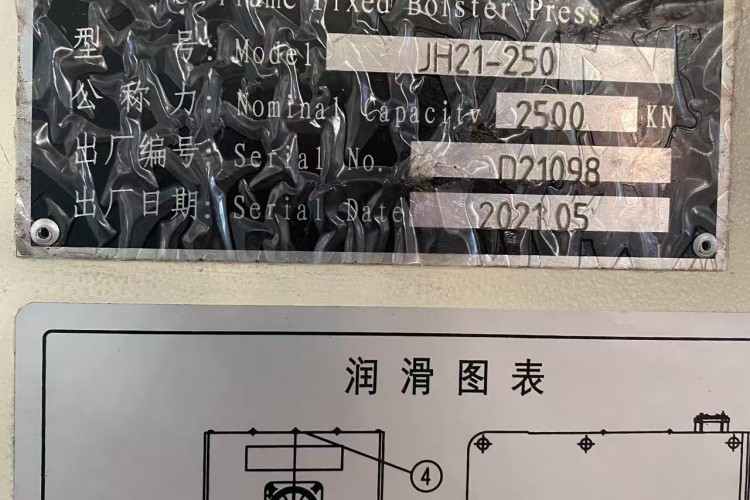 Frame Fixed Bolster Press
型 号: Model JH21-250
公称力: Nominal Capacity 2500 KN
出厂编号: Serial No. D21098
出厂日期: Serial Date 2021.05
润滑图表
4